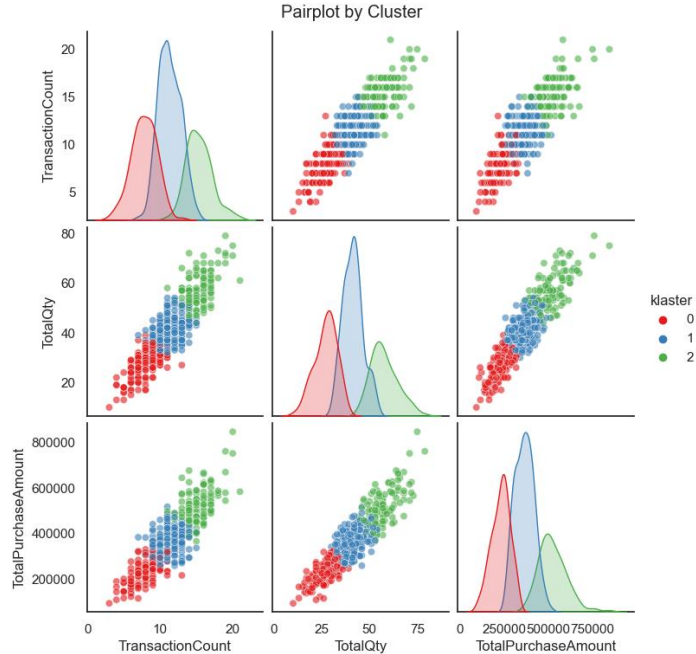 Pairplot by Cluster
20
15
10
5
TransactionCount
80
60
40
20
TotalQty
klaster
0
1
2
800000
600000
400000
200000
TotalPurchaseAmount
0 10 20
TransactionCount
0 25 50 75
TotalQty
0 250000 500000 750000
TotalPurchaseAmount